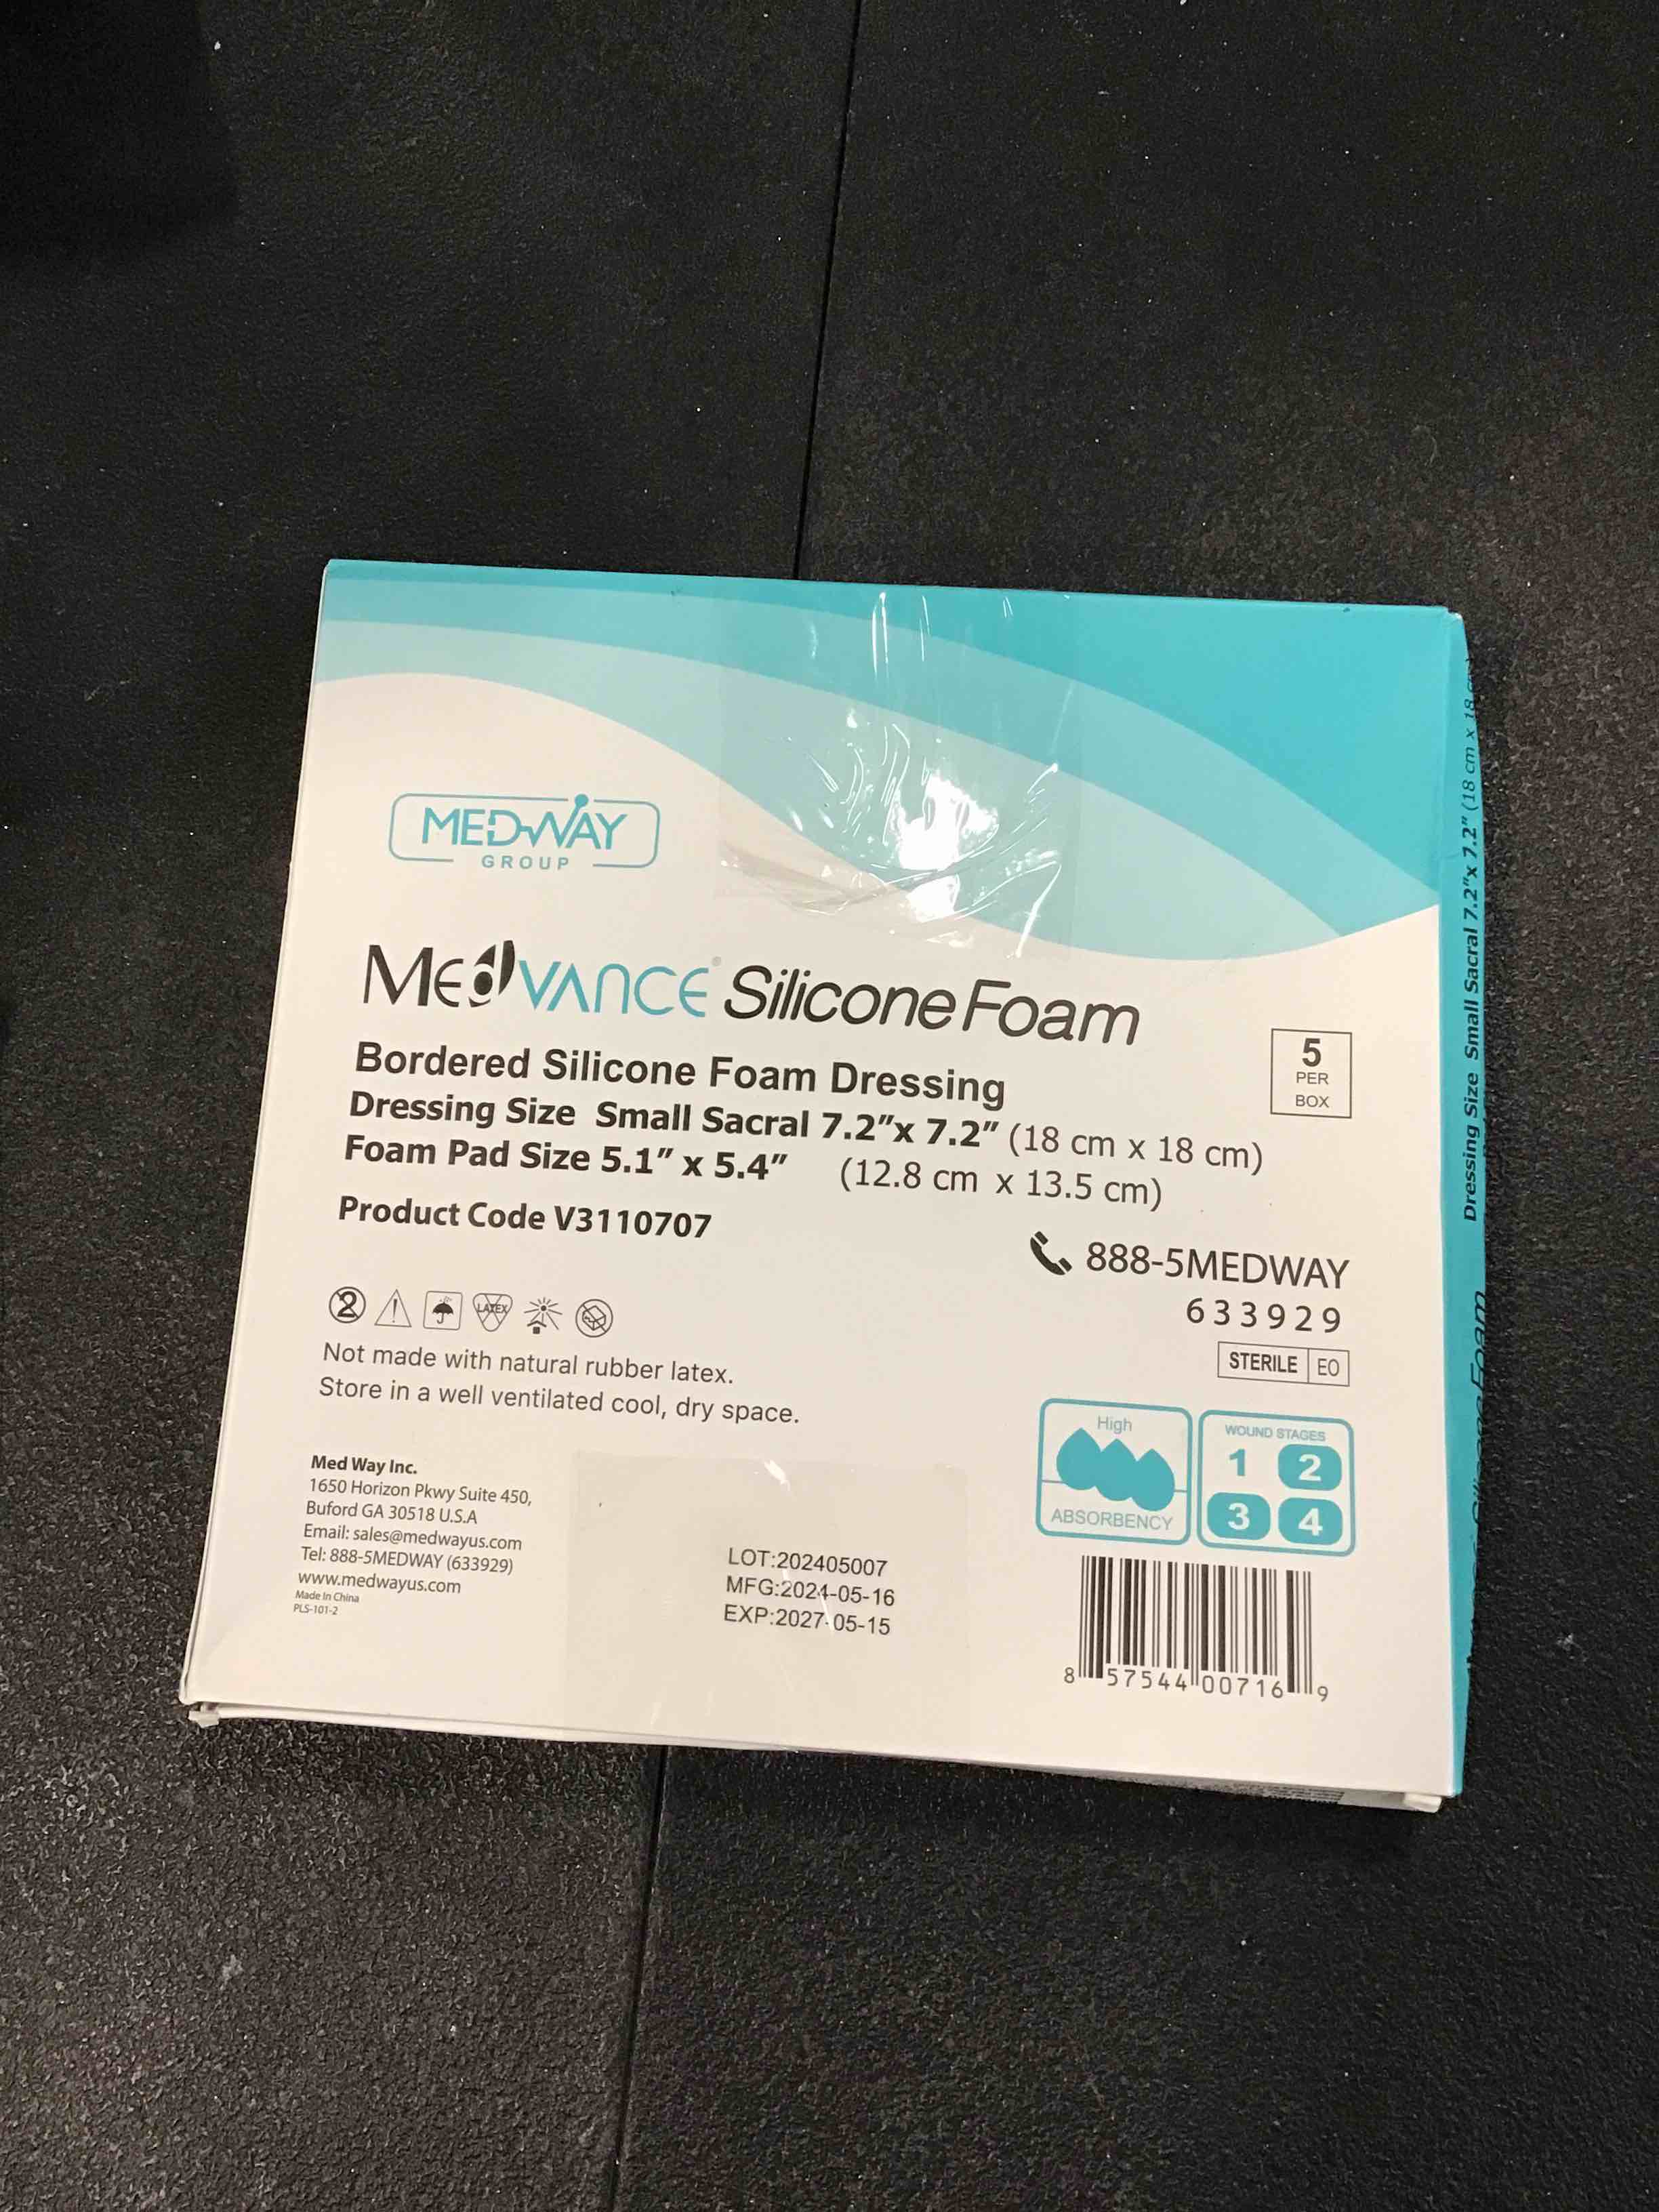 MEDWAY
GROUP
MEDVANCE® Silicone Foam
Bordered Silicone Foam Dressing
Dressing Size Small Sacral 7.2”x 7.2” (18 cm x 18 cm)
Foam Pad Size 5.1” x 5.4” (12.8 cm x 13.5 cm)
Product Code V3110707
5
PER
BOX
888-5MEDWAY
633929
STERILE EO
2
LATEX
Not made with natural rubber latex.
Store in a well ventilated cool, dry space.
High
ABSORBENCY
WOUND STAGES
1 2
3 4
Med Way Inc.
1650 Horizon Pkwy Suite 450,
Buford GA 30518 U.S.A
Email: sales@medwayus.com
Tel: 888-5MEDWAY (633929)
www.medwayus.com
Made In China
PLS-101-2
LOT:202405007
MFG:2024-05-16
EXP:2027-05-15
8 57544 00716 9
Dressing Size Small Sacral 7.2”x 7.2” (18 cm x 18 cm)
Silicone Foam